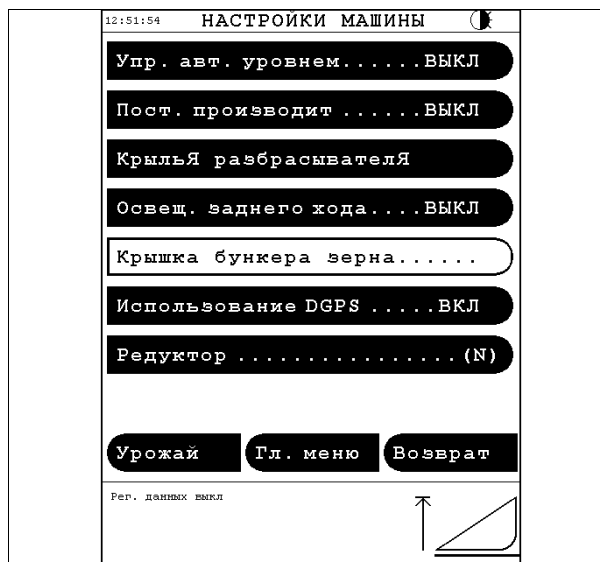 12:51:54 НАСТРОЙКИ МАШИНЫ
Упр. авт. уровнем......ВЫКЛ
Пост. производит ......ВЫКЛ
КрыльЯ разбрасывателЯ
Освещ. заднего хода....ВЫКЛ
Крышка бункера зерна......
Использование DGPS .....ВКЛ
Редуктор ................(N)
Урожай Гл. меню Возврат
Рег. данных выкл